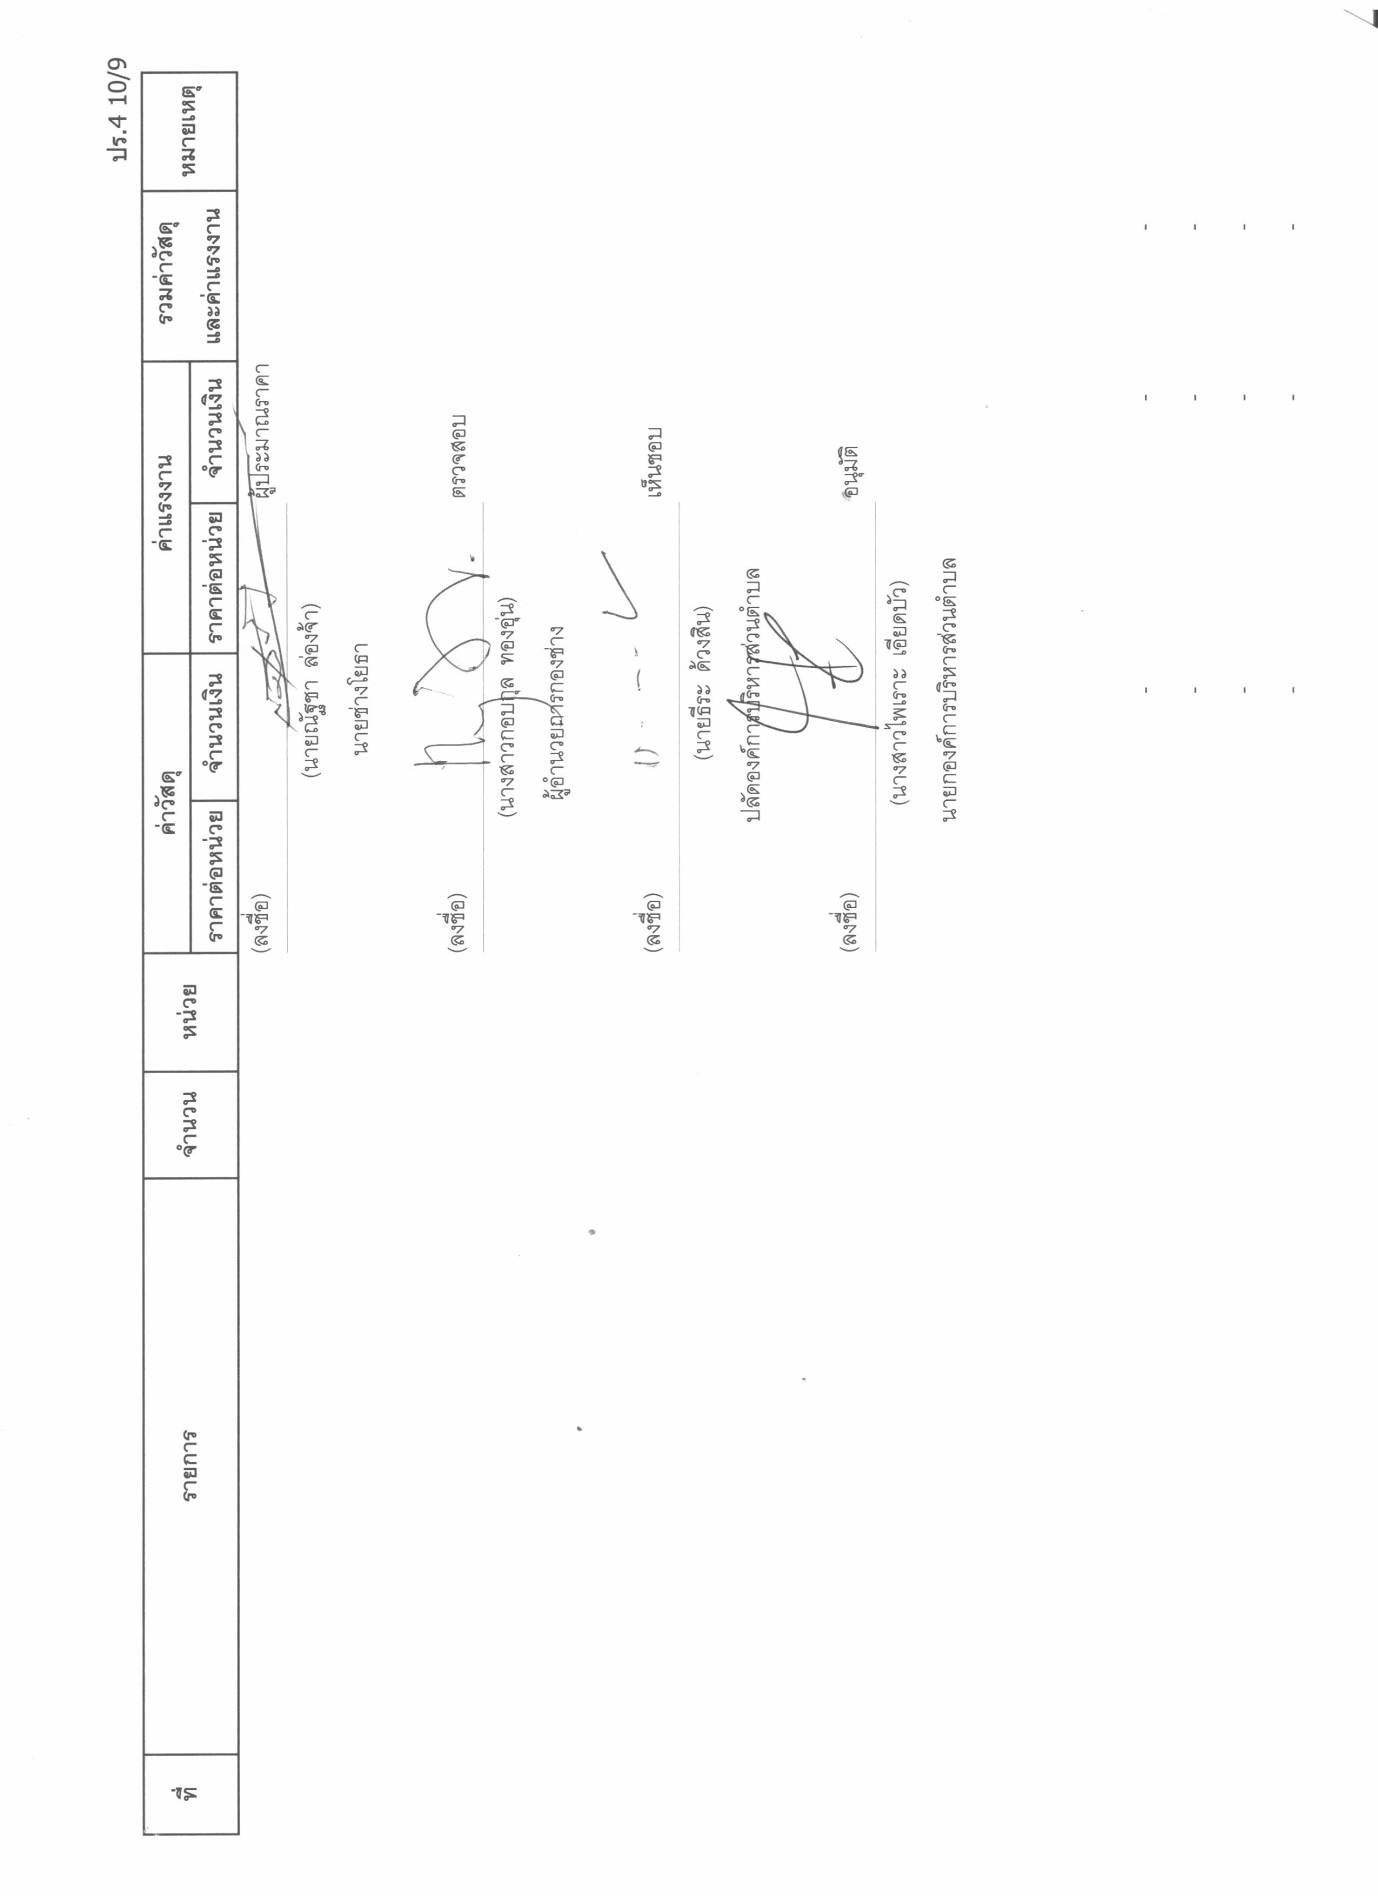 ปร.4 10/9
ที่ รายการ จำนวน หน่วย ค่าวัสดุ ค่าแรงงาน รวมค่าวัสดุ หมายเหตุ
ราคาต่อหน่วย จำนวนเงิน ราคาต่อหน่วย จำนวนเงิน และค่าแรงงาน
(ลงชื่อ) ผู้ประมาณราคา
(นายณัฐชา ล่องจ้า)
นายช่างโยธา
(ลงชื่อ) ตรวจสอบ
(นางสาวกอบกุล ทองอุ่น)
ผู้อำนวยการกองช่าง
(ลงชื่อ) เห็นชอบ
(นายธีระ ด้วงสิน)
ปลัดองค์การบริหารส่วนตำบล
(ลงชื่อ) อนุมัติ
(นางสาวไพเราะ เอียดบัว)
นายกองค์การบริหารส่วนตำบล
- - -
- - -
- - -
- - -